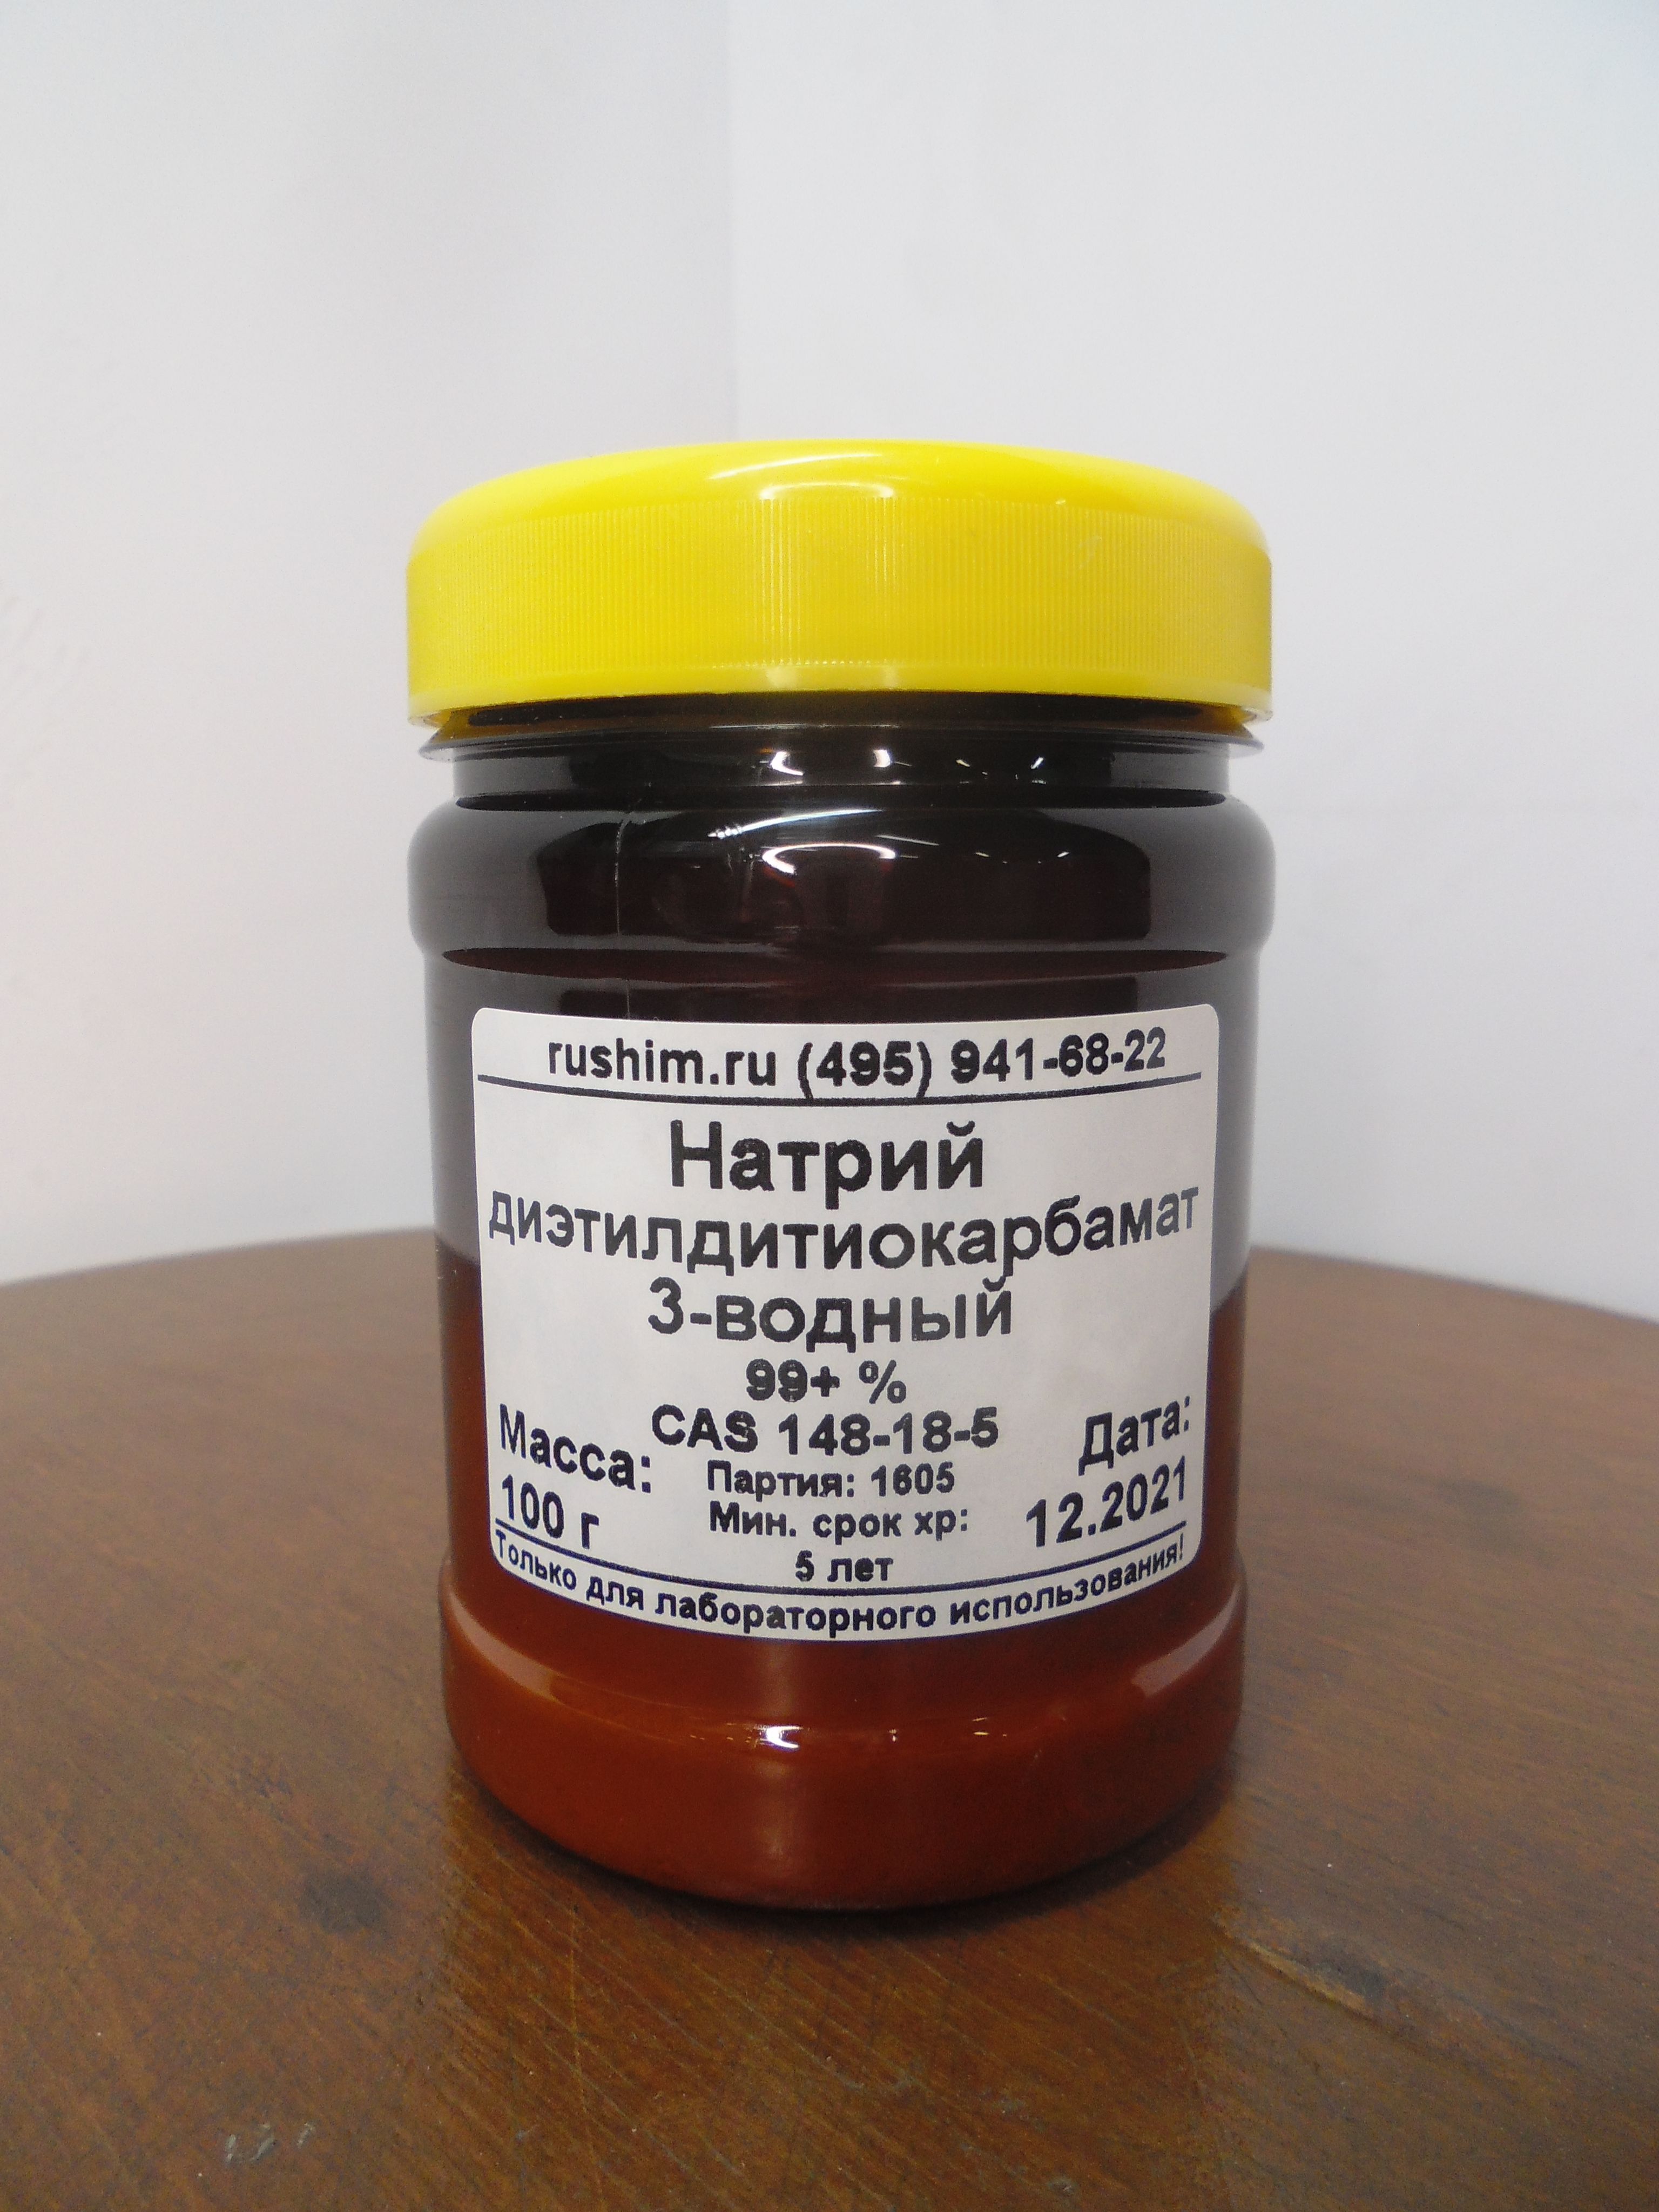 rushim.ru (495) 941-68-22
Натрий
диэтилдитиокарбамат
3-водный
99+ %
CAS 148-18-5
Масса:
100 г
Партия: 1605
Мин. срок хр:
5 лет
Дата:
12.2021
Только для лабораторного использования!